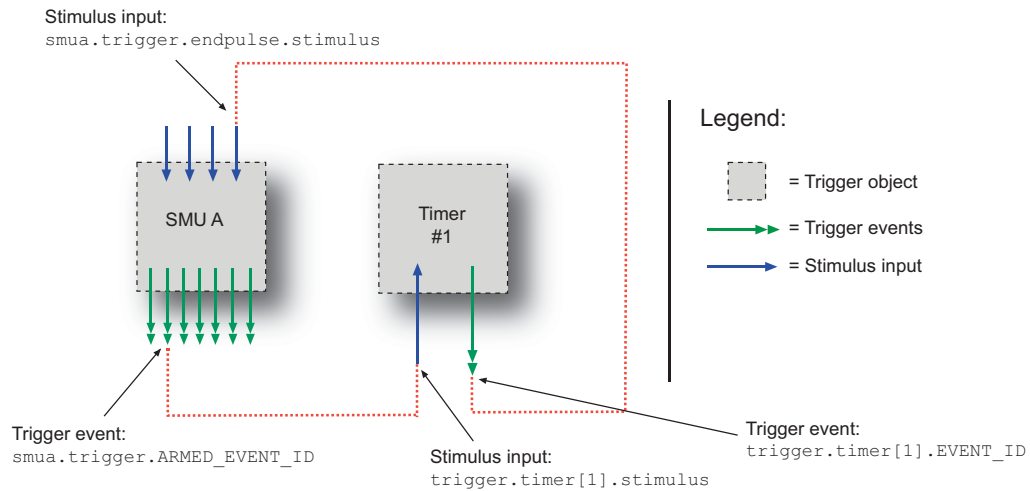 Stimulus input:
smua.trigger.endpulse.stimulus
SMU A
Timer
#1
Legend:
= Trigger object
= Trigger events
= Stimulus input
Trigger event:
smua.trigger.ARMED_EVENT_ID
Stimulus input:
trigger.timer[1].stimulus
Trigger event:
trigger.timer[1].EVENT_ID